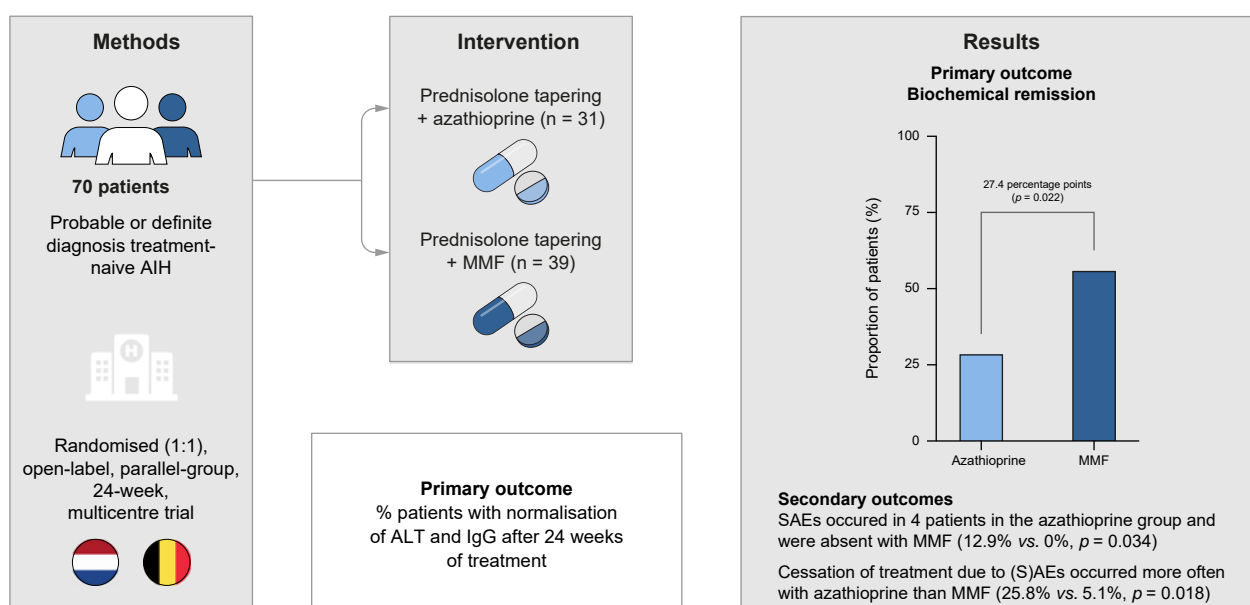 Methods
70 patients
Probable or definite
diagnosis treatment-
naive AIH
H
Randomised (1:1),
open-label, parallel-group,
24-week,
multicentre trial
Intervention
Prednisolone tapering
+ azathioprine (n = 31)
Prednisolone tapering
+ MMF (n = 39)
Primary outcome
% patients with normalisation
of ALT and IgG after 24 weeks
of treatment
Results
Primary outcome
Biochemical remission
Proportion of patients (%)
100
75
50
25
0
27.4 percentage points
(p = 0.022)
Azathioprine
MMF
Secondary outcomes
SAEs occured in 4 patients in the azathioprine group and
were absent with MMF (12.9% vs. 0%, p = 0.034)
Cessation of treatment due to (S)AEs occurred more often
with azathioprine than MMF (25.8% vs. 5.1%, p = 0.018)